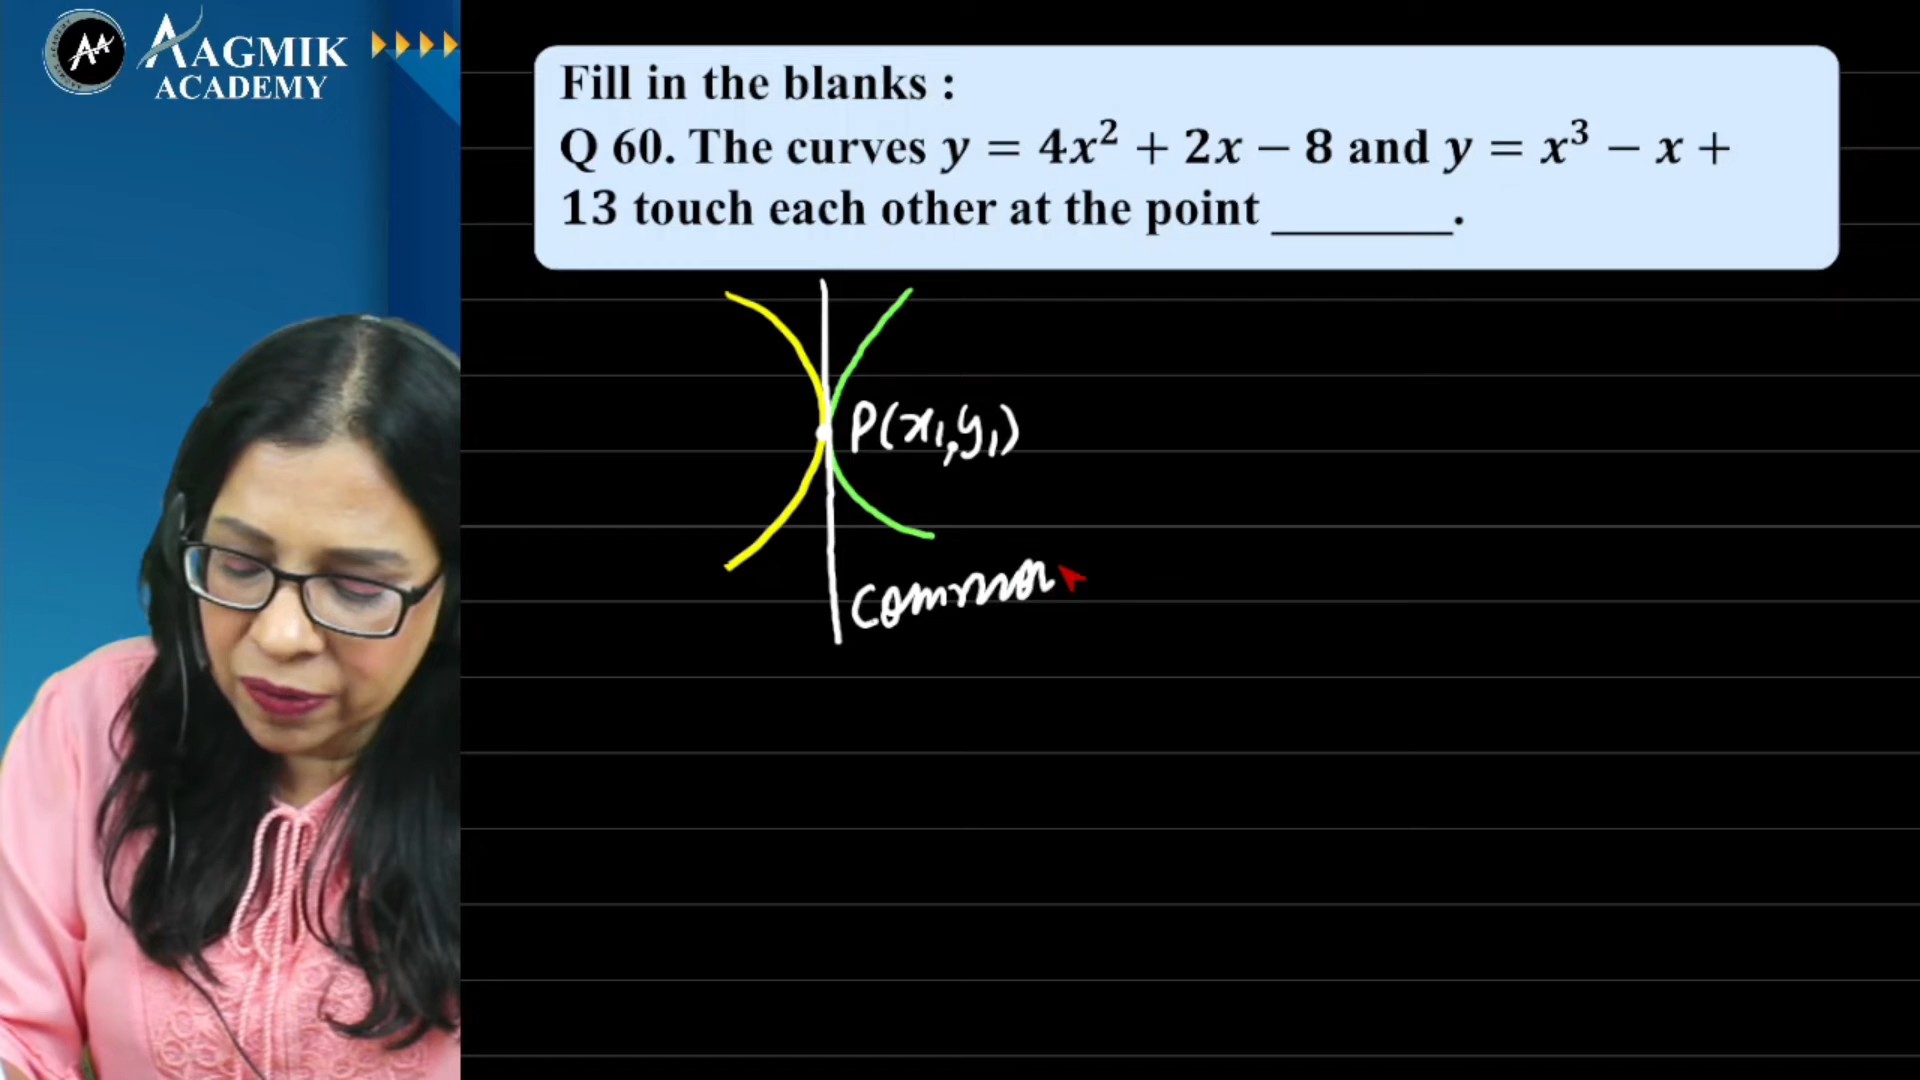 AAGMIK
ACADEMY
Fill in the blanks :
Q 60. The curves y = 4x² + 2x − 8 and y = x³ − x +
13 touch each other at the point ________.
P(x₁,y₁)
common